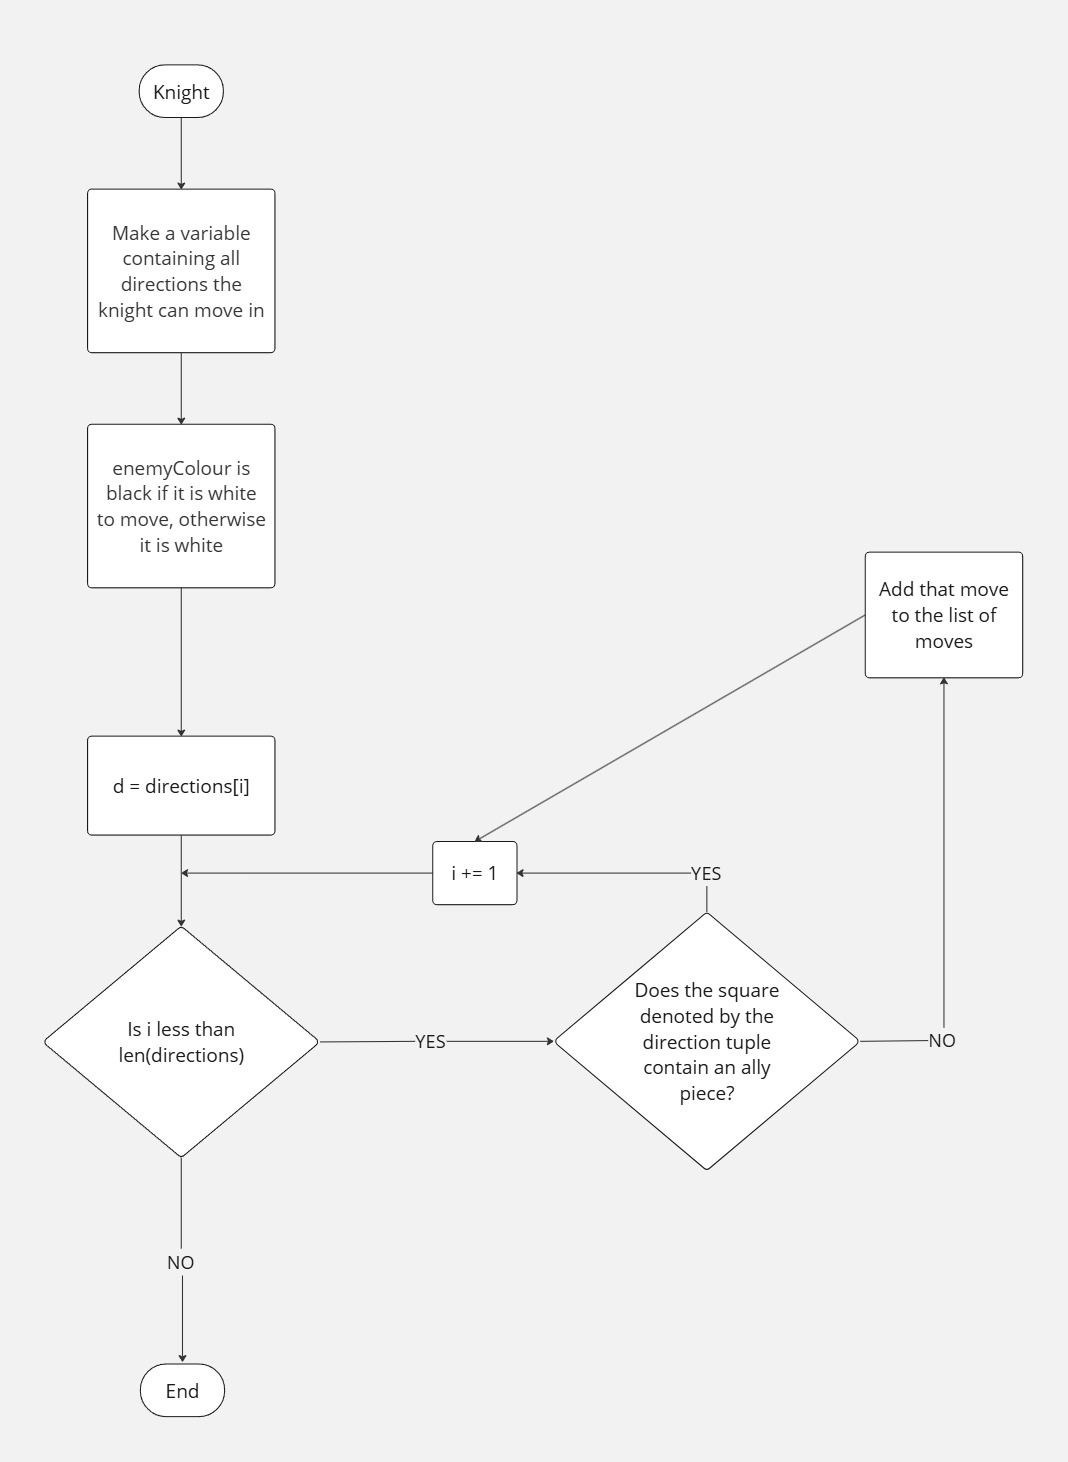 Knight
Make a variable
containing all
directions the
knight can move in
enemyColour is
black if it is white
to move, otherwise
it is white
Add that move
to the list of
moves
d = directions[i]
i += 1
YES
Is i less than
len(directions)
YES
Does the square
denoted by the
direction tuple
contain an ally
piece?
NO
NO
End